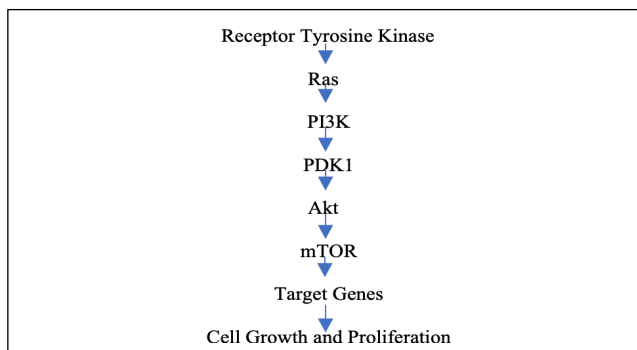 Receptor Tyrosine Kinase
Ras
PI3K
PDK1
Akt
mTOR
Target Genes
Cell Growth and Proliferation